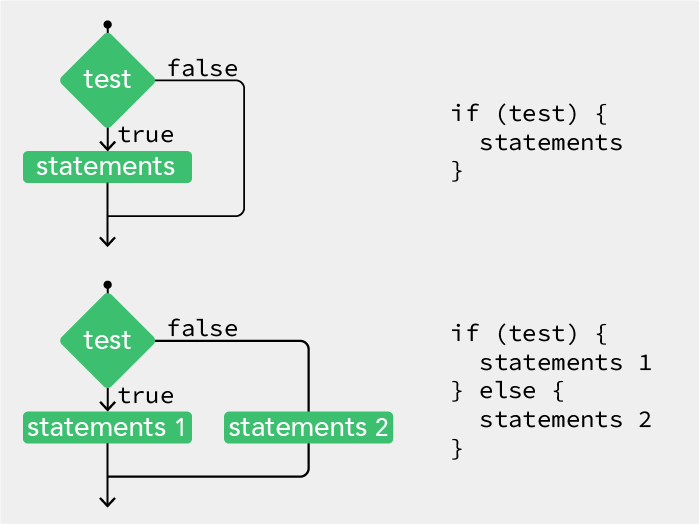 test
false
true
statements
if (test) {
  statements
}
test
false
true
statements 1
statements 2
if (test) {
  statements 1
} else {
  statements 2
}